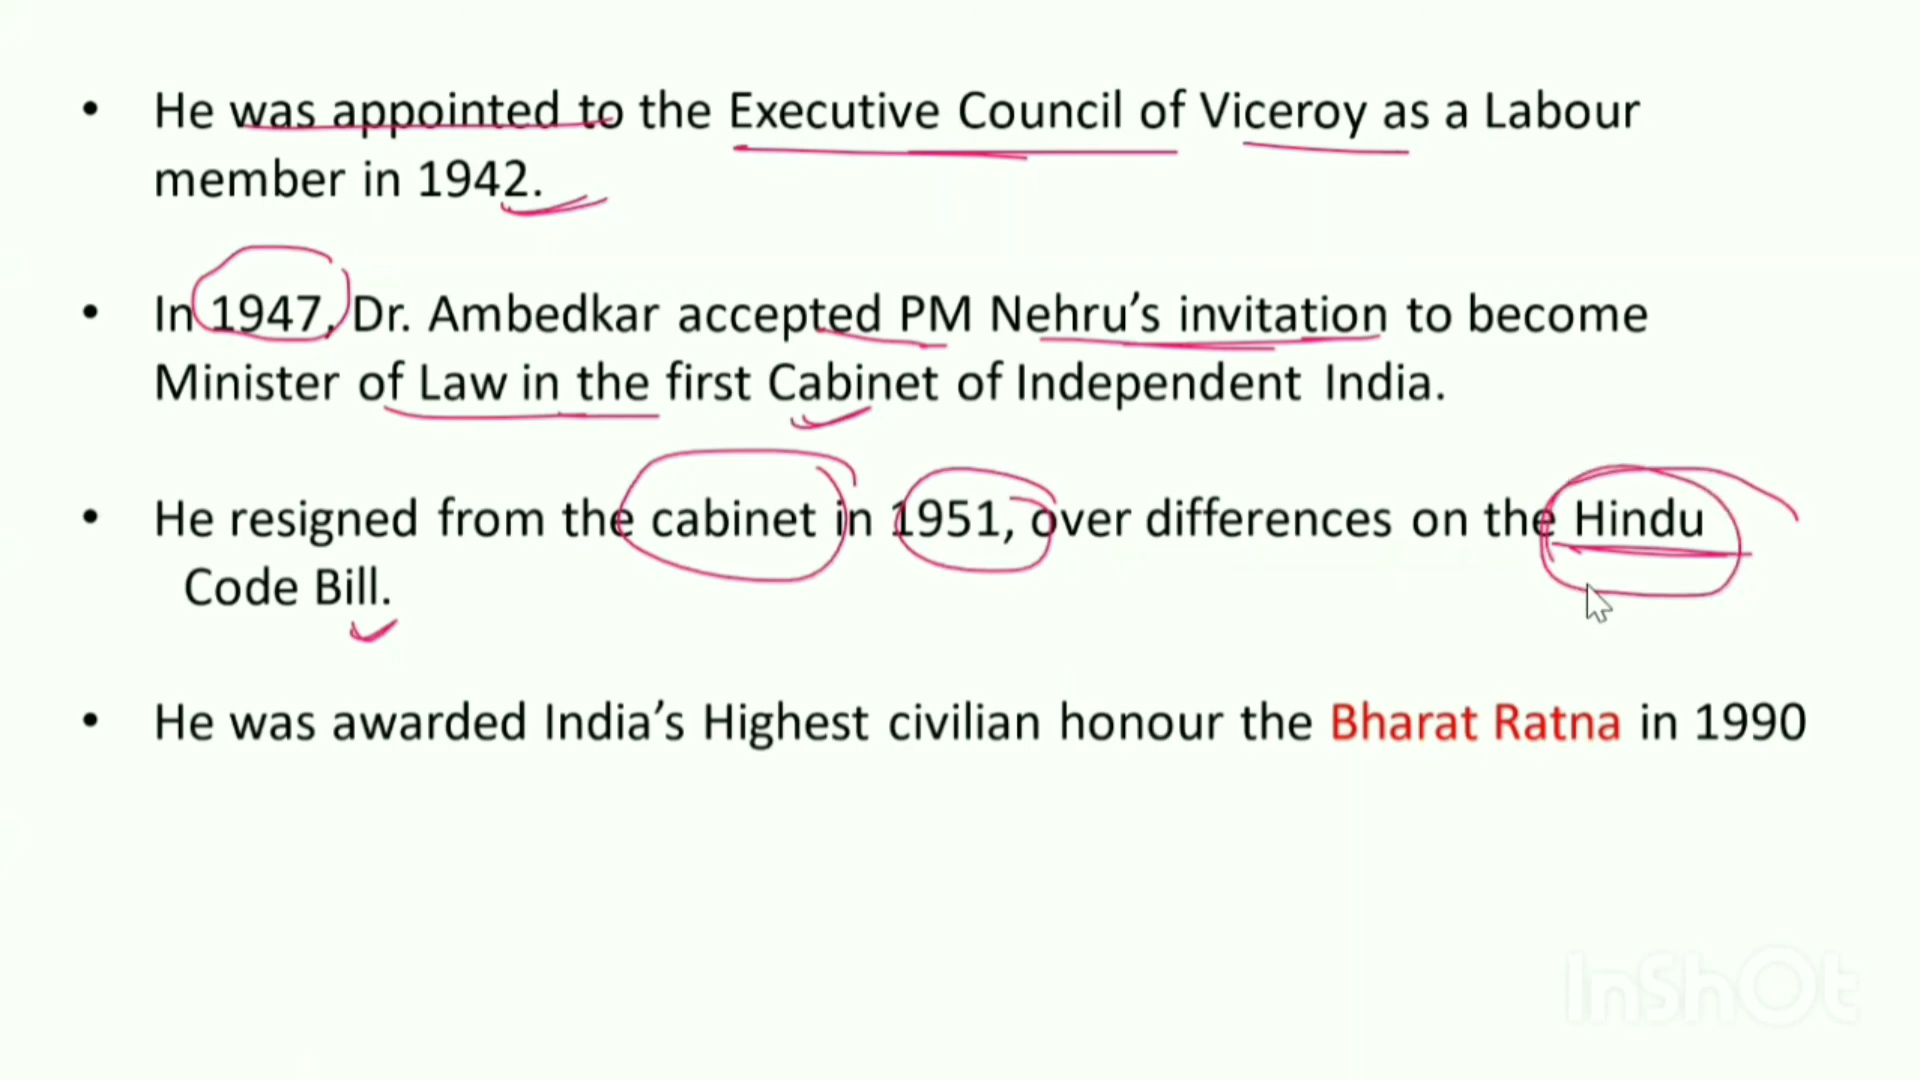 • He was appointed to the Executive Council of Viceroy as a Labour
member in 1942.
• In 1947, Dr. Ambedkar accepted PM Nehru’s invitation to become
Minister of Law in the first Cabinet of Independent India.
• He resigned from the cabinet in 1951, over differences on the Hindu
Code Bill.
• He was awarded India’s Highest civilian honour the Bharat Ratna in 1990
InShOt